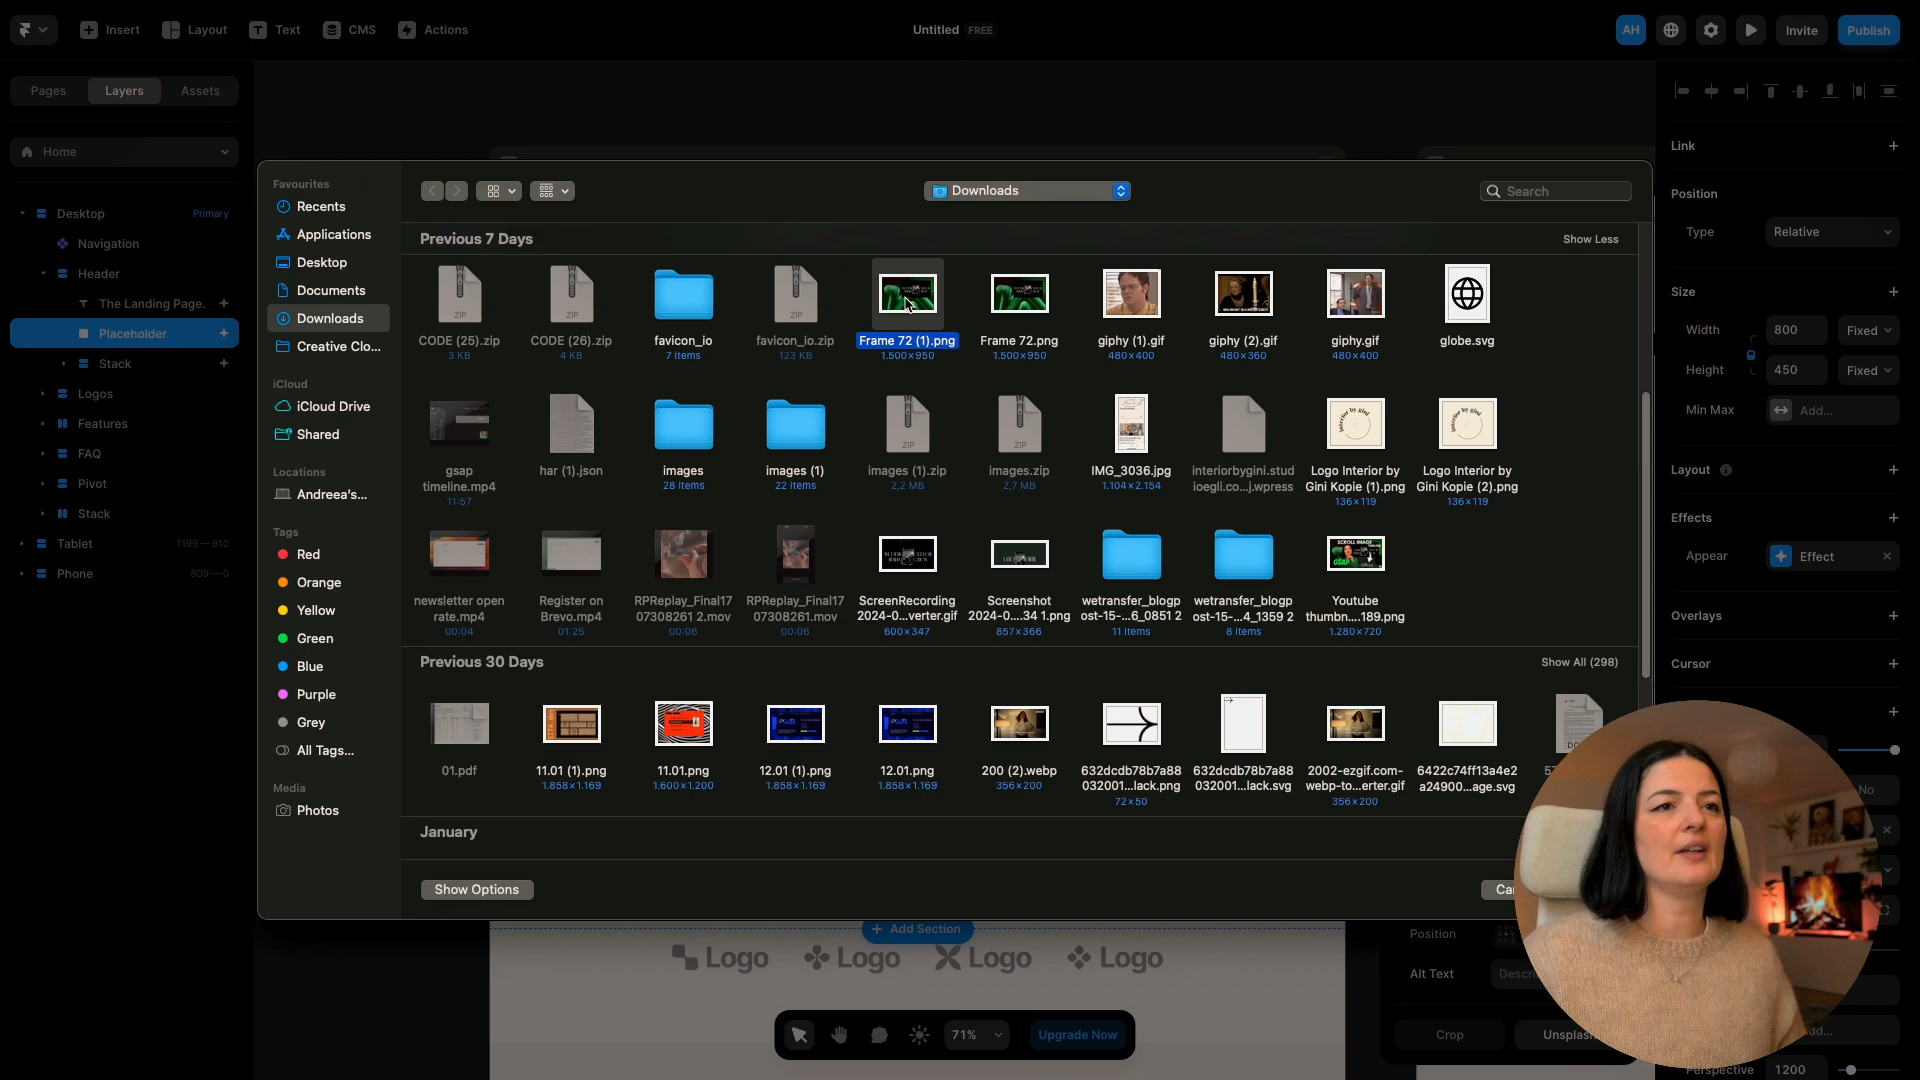 Insert
Layout
Text
CMS
Actions
Untitled FREE
AH
Invite
Publish
Pages
Layers
Assets
Home
Desktop Primary
Navigation
Header
The Landing Page.
Placeholder
Stack
Logos
Features
FAQ
Pivot
Stack
Tablet 1199—810
Phone 809—0
Favourites
Recents
Applications
Desktop
Documents
Downloads
Creative Clo...
iCloud
iCloud Drive
Shared
Locations
Andreea's...
Tags
Red
Orange
Yellow
Green
Blue
Purple
Grey
All Tags...
Media
Photos
Downloads
Search
Previous 7 Days
Show Less
ZIP
CODE (25).zip
3 KB
ZIP
CODE (26).zip
4 KB
favicon_io
7 items
ZIP
favicon_io.zip
123 KB
Frame 72 (1).png
1.500×950
Frame 72.png
1.500×950
giphy (1).gif
480×400
giphy (2).gif
480×360
giphy.gif
480×400
globe.svg
gsap
timeline.mp4
11:57
har (1).json
images
28 items
images (1)
22 items
ZIP
images (1).zip
2,2 MB
ZIP
images.zip
2,7 MB
IMG_3036.jpg
1.104×2.154
interiorbygini.stud
ioegli.co...j.wpress
Logo Interior by
Gini Kopie (1).png
136×119
Logo Interior by
Gini Kopie (2).png
136×119
newsletter open
rate.mp4
00:04
Register on
Brevo.mp4
01:25
RPReplay_Final17
07308261 2.mov
00:06
RPReplay_Final17
07308261.mov
00:06
ScreenRecording
2024-0...verter.gif
600×347
Screenshot
2024-0....34 1.png
857×366
wetransfer_blogp
ost-15-...6_0851 2
11 items
wetransfer_blogp
ost-15-...4_1359 2
8 items
SCROLL IMAGE
GSAP
Youtube
thumbn....189.png
1.280×720
Previous 30 Days
Show All (298)
01.pdf
11.01 (1).png
1.858×1.169
11.01.png
1.600×1.200
12.01 (1).png
1.858×1.169
12.01.png
1.858×1.169
200 (2).webp
356×200
632dcdb78b7a88
032001...lack.png
72×50
632dcdb78b7a88
032001...lack.svg
2002-ezgif.com-
webp-to...erter.gif
356×200
6422c74ff13a4e2
a24900...age.svg
January
Show Options
Add Section
Logo
Logo
Logo
Logo
71%
Upgrade Now
Link
Position
Type Relative
Size
Width 800 Fixed
Height 450 Fixed
Min Max Add...
Layout
Effects
Appear Effect
Overlays
Cursor
No
Position
Alt Text
Crop
Perspective 1200